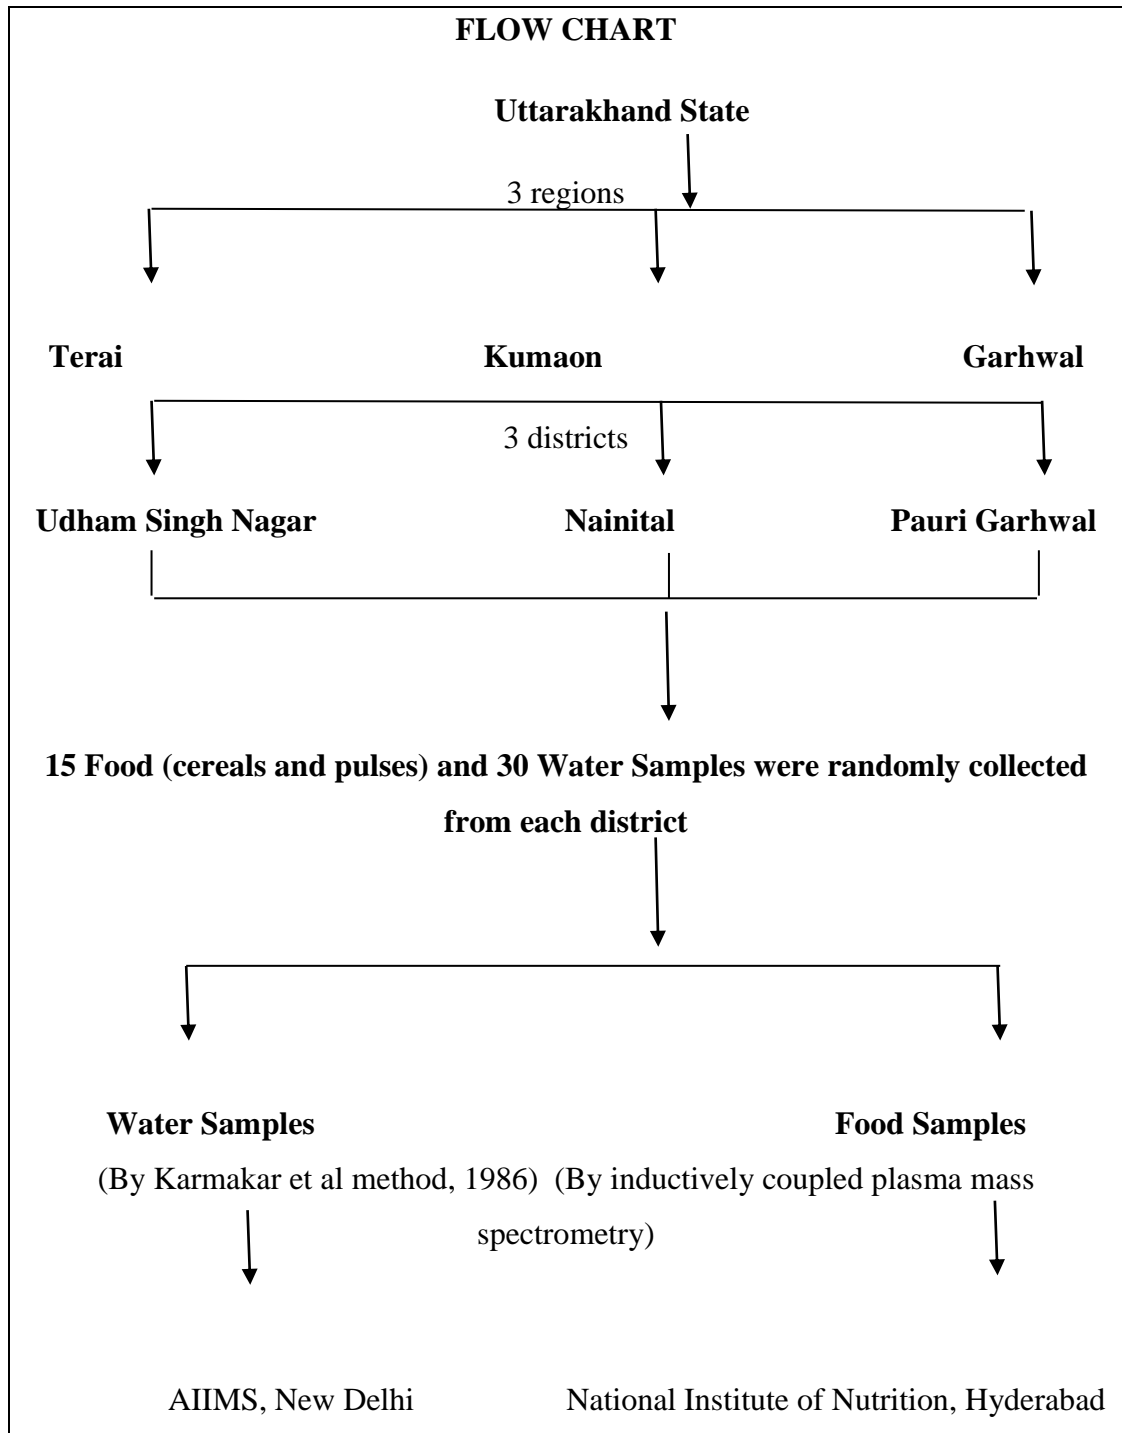 FLOW CHART
Uttarakhand State
3 regions
Terai Kumaon Garhwal
3 districts
Udham Singh Nagar Nainital Pauri Garhwal
15 Food (cereals and pulses) and 30 Water Samples were randomly collected
from each district
Water Samples Food Samples
(By Karmakar et al method, 1986) (By inductively coupled plasma mass
spectrometry)
AIIMS, New Delhi National Institute of Nutrition, Hyderabad